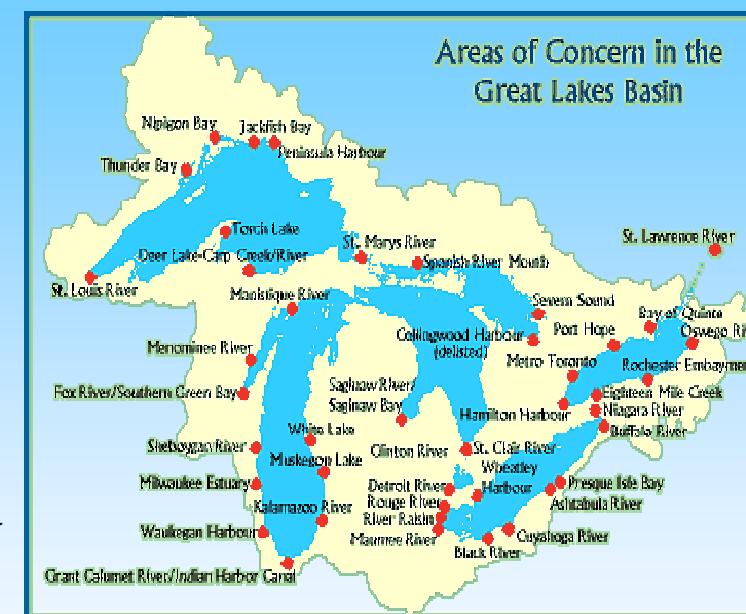 Areas of Concern in the
Great Lakes Basin
Nipigon Bay
Jackfish Bay
Peninsula Harbour
Thunder Bay
Torch Lake
St. Marys River
St. Lawrence River
Deer Lake-Carp Creek/River
Spanish River Mouth
St. Louis River
Manistique River
Severn Sound
Bay of Quinte
Collingwood Harbour
(delisted)
Port Hope
Oswego Ri
Menominee River
Metro Toronto
Rochester Embaymen
Fox River/Southern Green Bay
Saginaw River/
Saginaw Bay
Eighteen Mile Creek
Hamilton Harbour
Niagara River
White Lake
Buffalo River
Sheboygan River
Clinton River
St. Clair River
Muskegon Lake
Wheatley
Harbour
Milwaukee Estuary
Detroit River
Presque Isle Bay
Kalamazoo River
Rouge River
Ashtabula River
River Raisin
Waukegan Harbour
Maumee River
Cuyahoga River
Black River
Grant Calumet River/Indian Harbor Canal